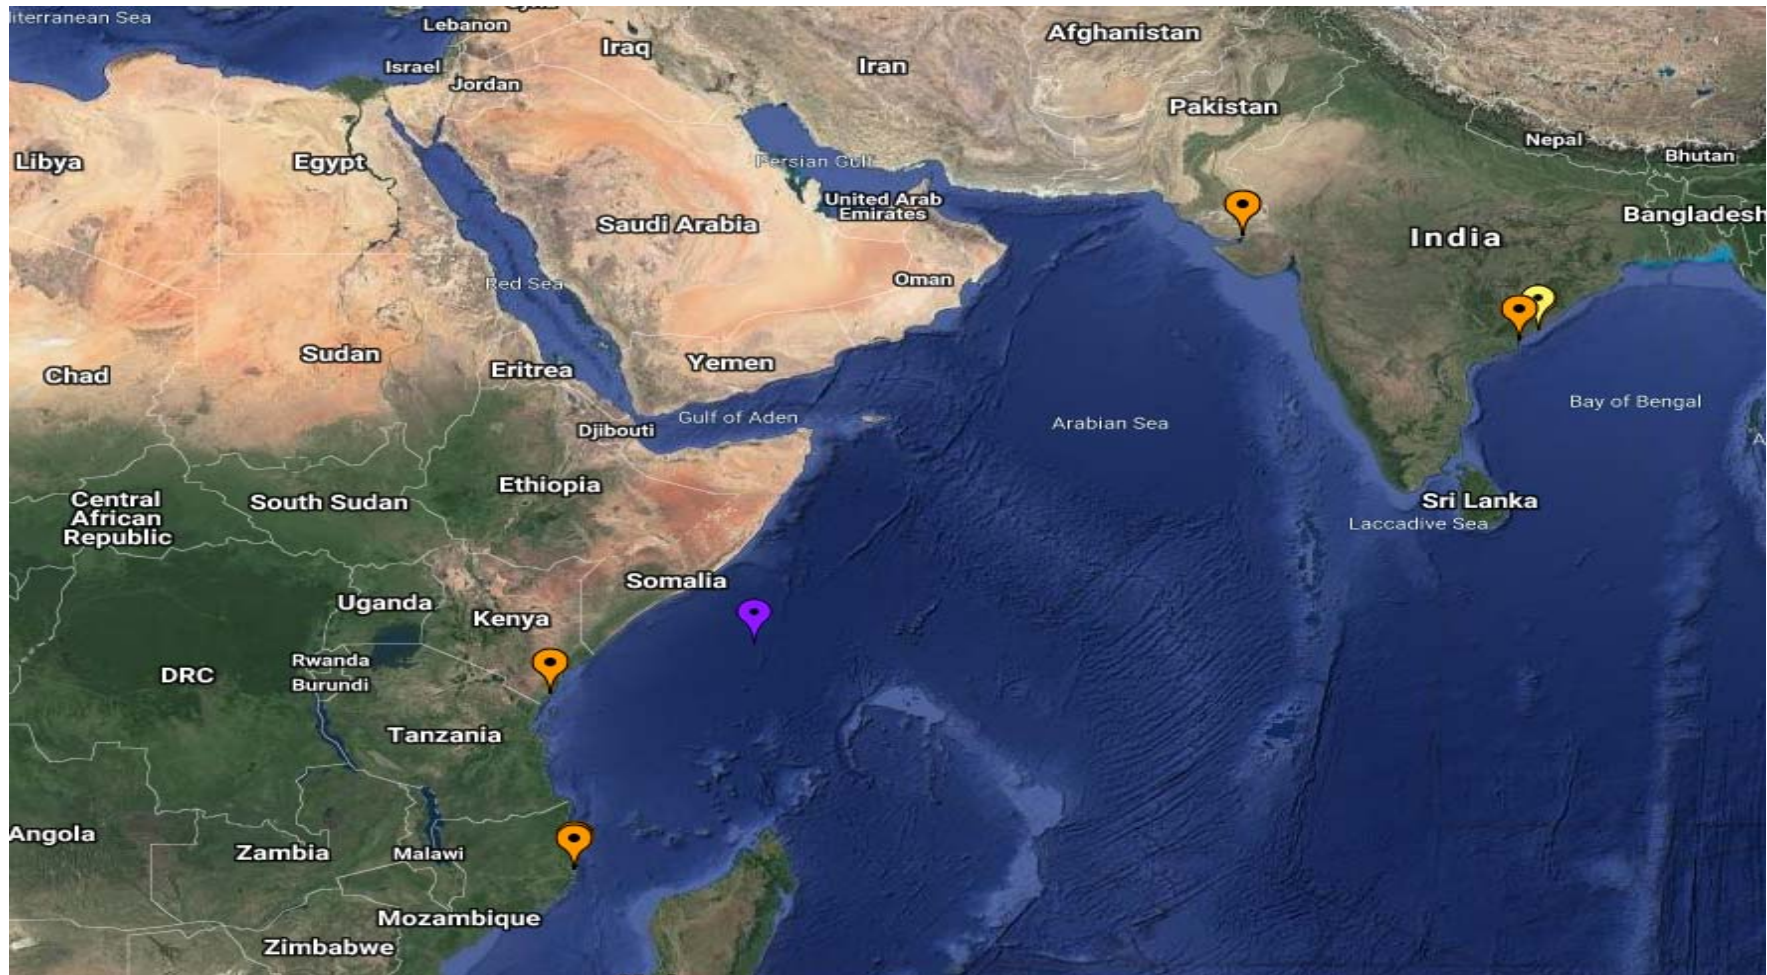 iterranean Sea
Lebanon
Israel
Jordan
Iraq
Iran
Afghanistan
Pakistan
Nepal
Bhutan
Libya
Egypt
Persian Gulf
United Arab
Emirates
Saudi Arabia
Bangladesh
India
Red Sea
Oman
Chad
Sudan
Eritrea
Yemen
Djibouti
Gulf of Aden
Arabian Sea
Bay of Bengal
Central
African
Republic
South Sudan
Ethiopia
Sri Lanka
Laccadive Sea
Somalia
Uganda
Kenya
DRC
Rwanda
Burundi
Tanzania
Angola
Zambia
Malawi
Mozambique
Zimbabwe